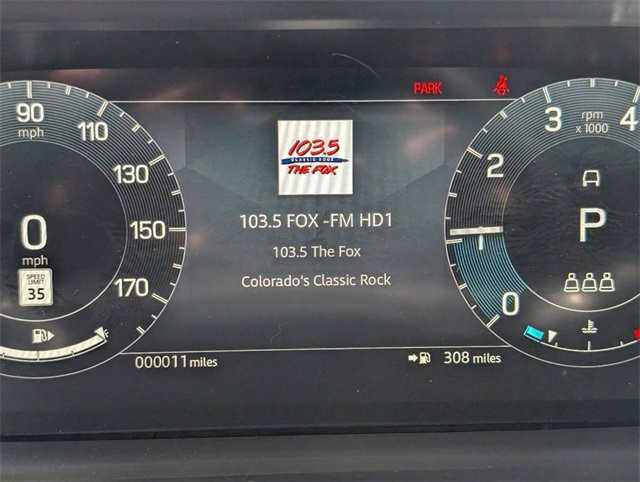 PARK
90
mph
110
130
150
170
0
mph
SPEED
LIMIT
35
000011 miles
103.5
CLASSIC ROCK
THE FOX
103.5 FOX -FM HD1
103.5 The Fox
Colorado's Classic Rock
308 miles
rpm
x 1000
0
1
2
3
4
P
F